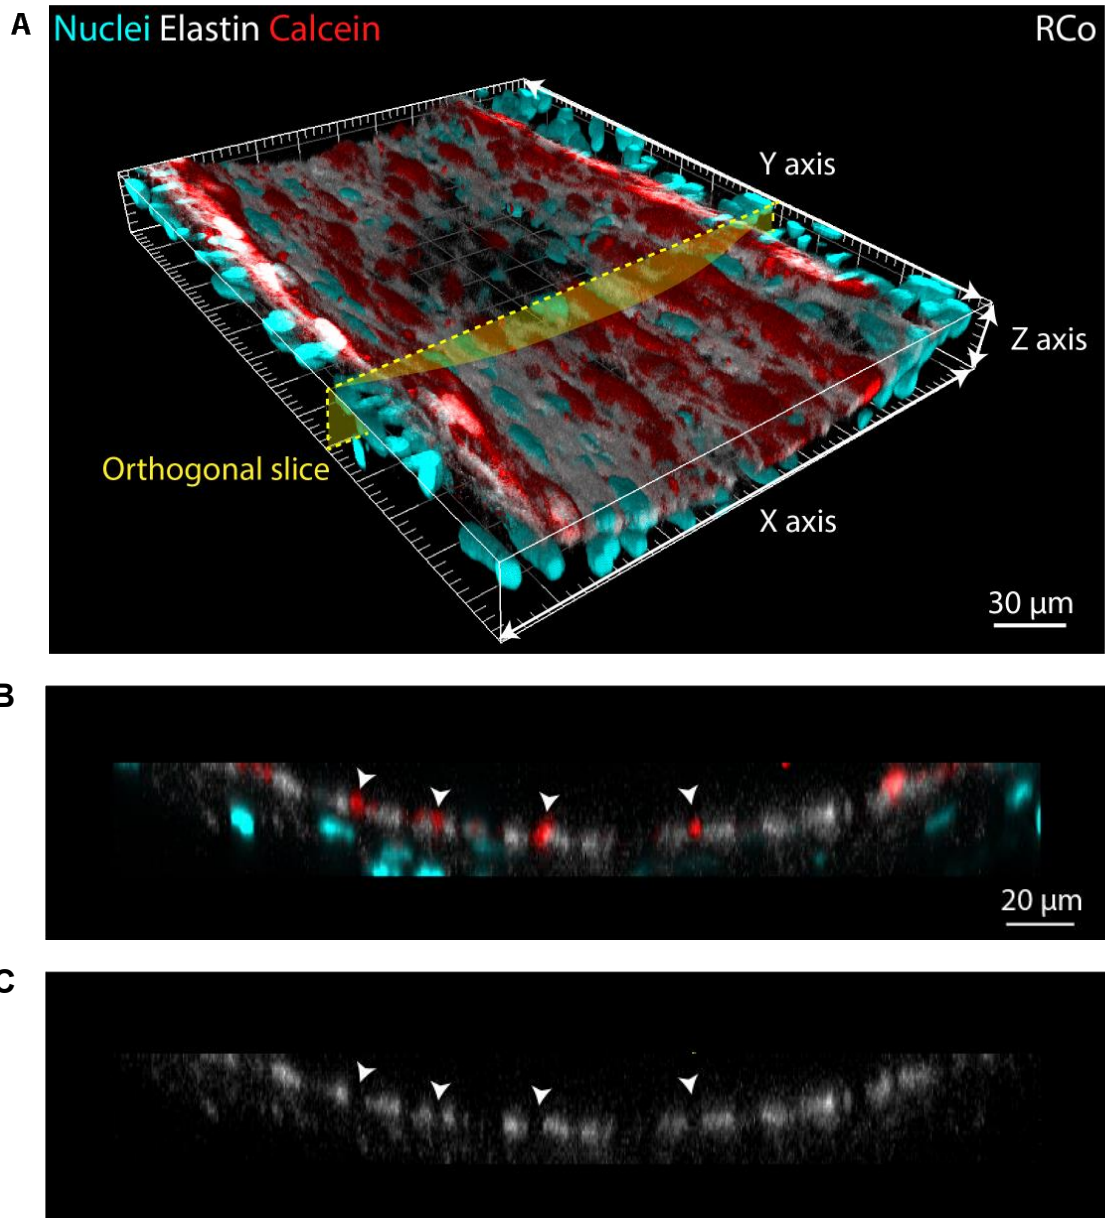 A
Nuclei Elastin Calcein
RCo
Y axis
Z axis
Orthogonal slice
X axis
30 µm
B
20 µm
C